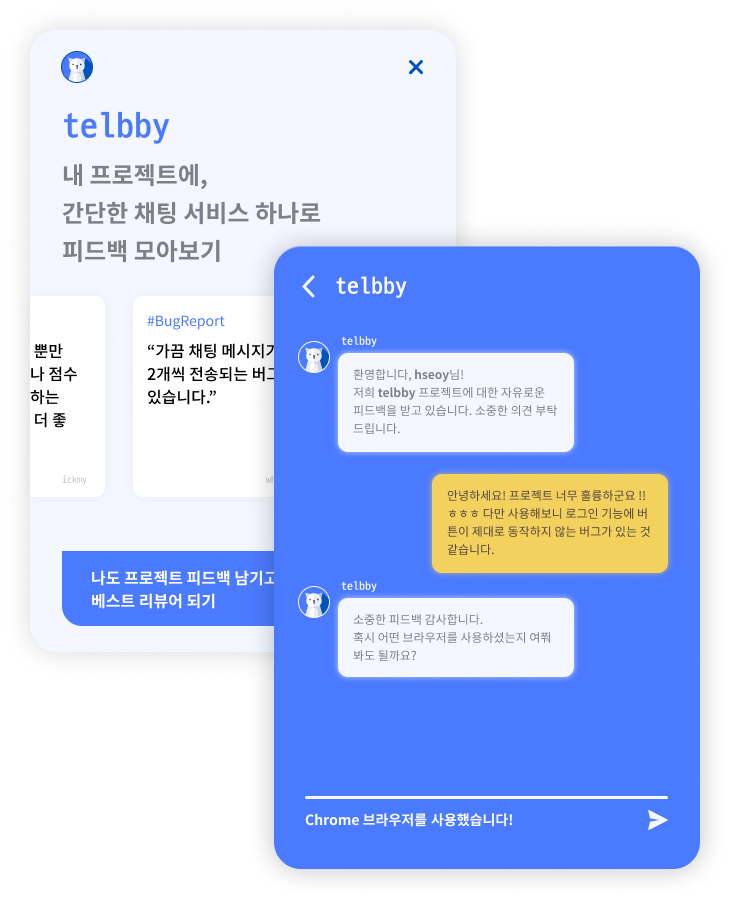 telbby
내 프로젝트에,
간단한 채팅 서비스 하나로
피드백 모아보기
뿐만
나 점수
하는
더 좋
ickmy
#BugReport
“가끔 채팅 메시지가
2개씩 전송되는 버그
있습니다.”
나도 프로젝트 피드백 남기고
베스트 리뷰어 되기
telbby
telbby
환영합니다, hseoy님!
저희 telbby 프로젝트에 대한 자유로운
피드백을 받고 있습니다. 소중한 의견 부탁
드립니다.
안녕하세요! 프로젝트 너무 훌륭하군요 !!
ㅎㅎㅎ 다만 사용해보니 로그인 기능에 버
튼이 제대로 동작하지 않는 버그가 있는 것
같습니다.
telbby
소중한 피드백 감사합니다.
혹시 어떤 브라우저를 사용하셨는지 여쭤
봐도 될까요?
Chrome 브라우저를 사용했습니다!